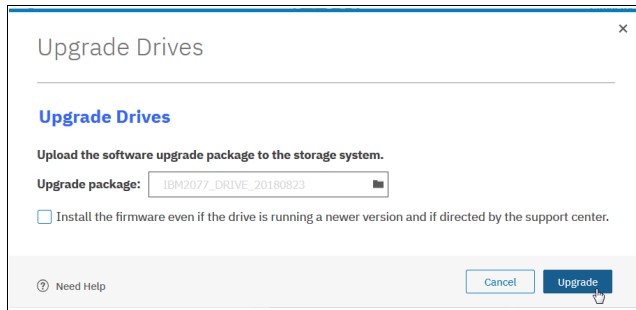 Upgrade Drives
Upgrade Drives
Upload the software upgrade package to the storage system.
Upgrade package: IBM2077_DRIVE_20180823
Install the firmware even if the drive is running a newer version and if directed by the support center.
Need Help Cancel Upgrade